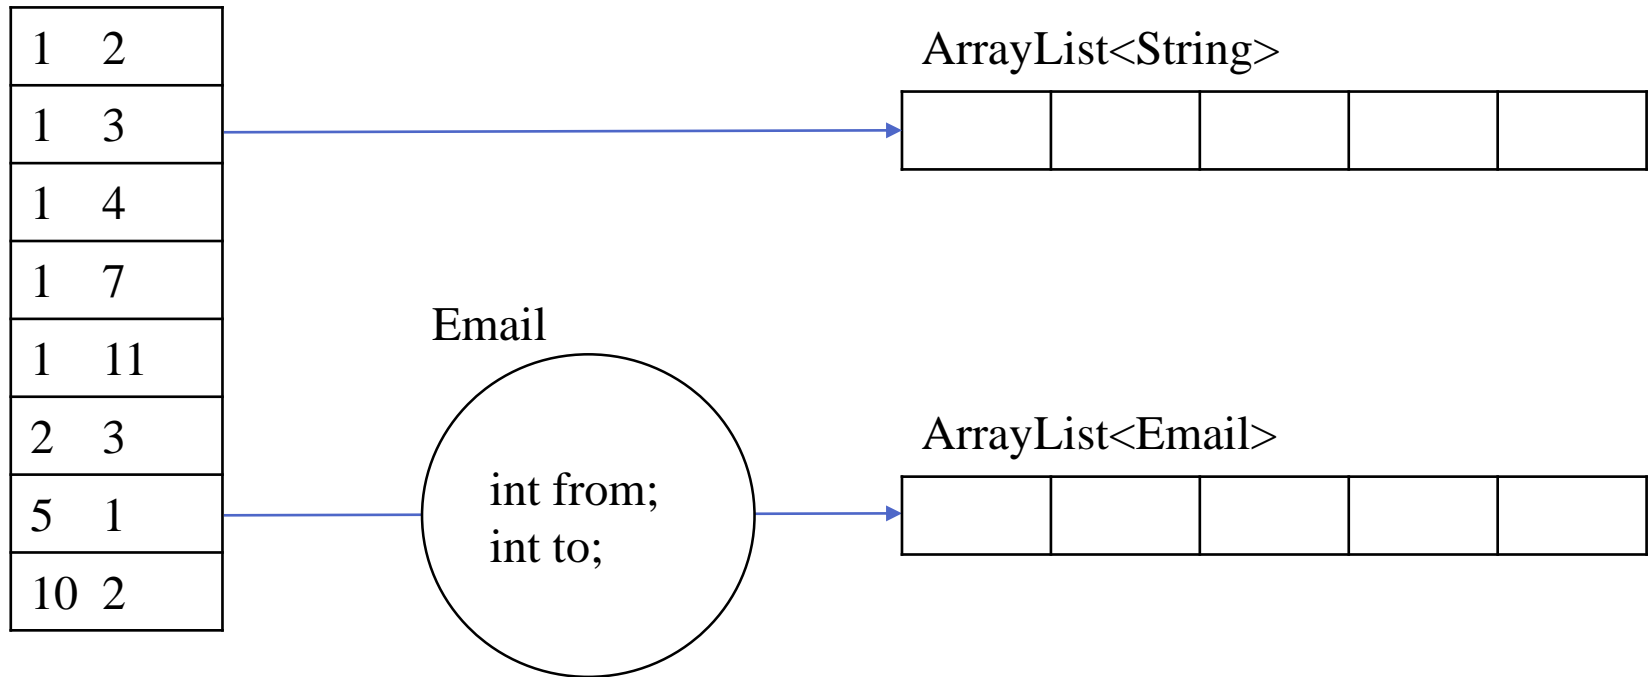 1 2
1 3
1 4
1 7
1 11
2 3
5 1
10 2
Email
int from;
int to;
ArrayList<String>
ArrayList<Email>